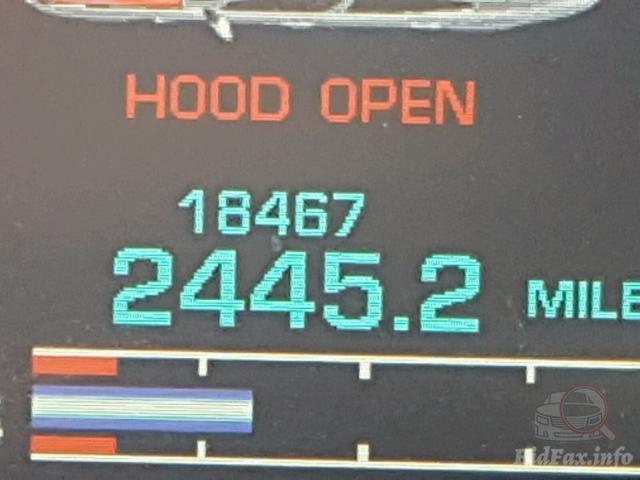 HOOD OPEN
18467
2445.2 MILE
BidFax.info